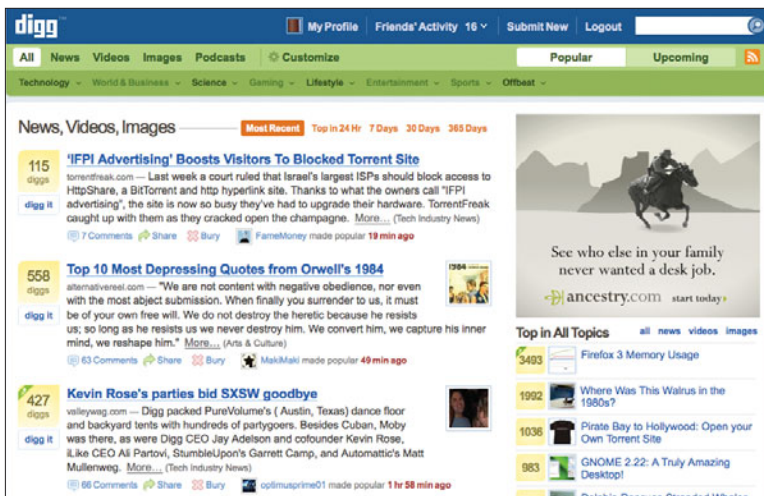 digg
My Profile Friends' Activity 16 Submit New Logout
All News Videos Images Podcasts Customize Popular Upcoming
Technology World & Business Science Gaming Lifestyle Entertainment Sports Offbeat
News, Videos, Images Most Recent Top in 24 Hr 7 Days 30 Days 365 Days
115
diggs
digg it
'IFPI Advertising' Boosts Visitors To Blocked Torrent Site
torrentfreak.com — Last week a court ruled that Israel's largest ISPs should block access to
HttpShare, a BitTorrent and http hyperlink site. Thanks to what the owners call "IFPI
advertising", the site is now so busy they've had to upgrade their hardware. TorrentFreak
caught up with them as they cracked open the champagne. More... (Tech Industry News)
7 Comments Share Bury FameMoney made popular 19 min ago
558
diggs
digg it
Top 10 Most Depressing Quotes from Orwell's 1984
alternativereel.com — "We are not content with negative obedience, nor even
with the most abject submission. When finally you surrender to us, it must
be of your own free will. We do not destroy the heretic because he resists
us; so long as he resists us we never destroy him. We convert him, we capture his inner
mind, we reshape him." More... (Arts & Culture)
1984
63 Comments Share Bury MakiMaki made popular 49 min ago
427
diggs
digg it
Kevin Rose's parties bid SXSW goodbye
valleywag.com — Digg packed PureVolume's ( Austin, Texas) dance floor
and backyard tents with hundreds of partygoers. Besides Cuban, Moby
was there, as were Digg CEO Jay Adelson and cofounder Kevin Rose,
iLike CEO Ali Partovi, StumbleUpon's Garrett Camp, and Automattic's Matt
Mullenweg. More... (Tech Industry News)
66 Comments Share Bury optimusprime01 made popular 1 hr 58 min ago
See who else in your family
never wanted a desk job.
ancestry.com start today
Top in All Topics all news videos images
3493 Firefox 3 Memory Usage
1992 Where Was This Walrus in the
1980s?
1036 Pirate Bay to Hollywood: Open your
Own Torrent Site
983 GNOME 2.22: A Truly Amazing
Desktop!